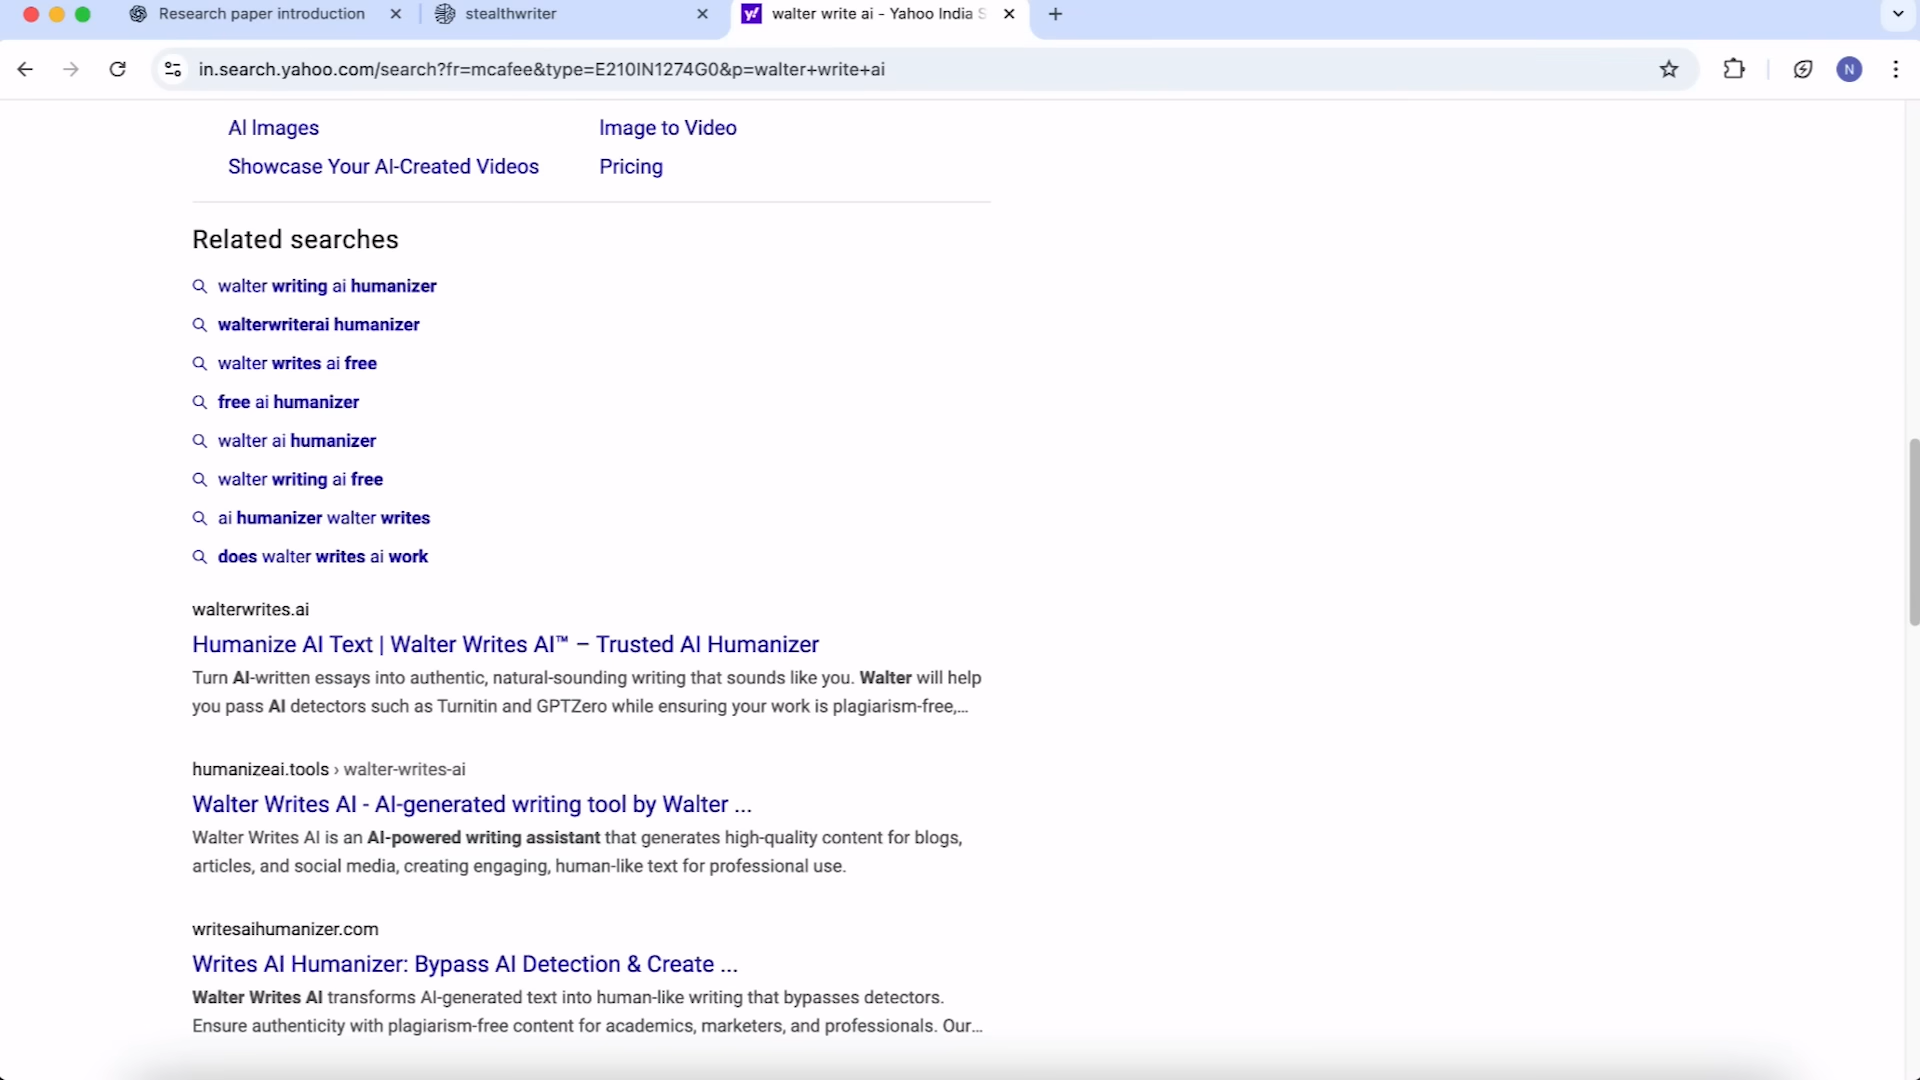 Research paper introduction
stealthwriter
walter write ai - Yahoo India S
in.search.yahoo.com/search?fr=mcafee&type=E210IN1274G0&p=walter+write+ai
N
AI Images
Image to Video
Showcase Your AI-Created Videos
Pricing
Related searches
walter writing ai humanizer
walterwriterai humanizer
walter writes ai free
free ai humanizer
walter ai humanizer
walter writing ai free
ai humanizer walter writes
does walter writes ai work
walterwrites.ai
Humanize AI Text | Walter Writes AI™ – Trusted AI Humanizer
Turn AI-written essays into authentic, natural-sounding writing that sounds like you. Walter will help
you pass AI detectors such as Turnitin and GPTZero while ensuring your work is plagiarism-free,...
humanizeai.tools › walter-writes-ai
Walter Writes AI - AI-generated writing tool by Walter ...
Walter Writes AI is an AI-powered writing assistant that generates high-quality content for blogs,
articles, and social media, creating engaging, human-like text for professional use.
writesaihumanizer.com
Writes AI Humanizer: Bypass AI Detection & Create ...
Walter Writes AI transforms AI-generated text into human-like writing that bypasses detectors.
Ensure authenticity with plagiarism-free content for academics, marketers, and professionals. Our...